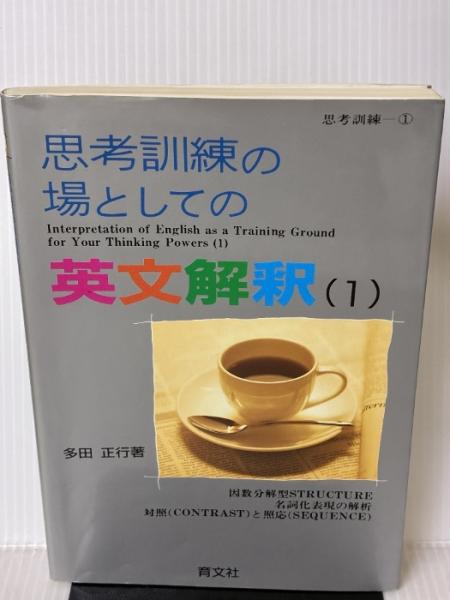 思考訓練―①
思考訓練の
場としての
Interpretation of English as a Training Ground
for Your Thinking Powers (1)
英文解釈(1)
多田 正行著
因数分解型STRUCTURE
名詞化表現の解析
対照(CONTRAST)と照応(SEQUENCE)
育文社